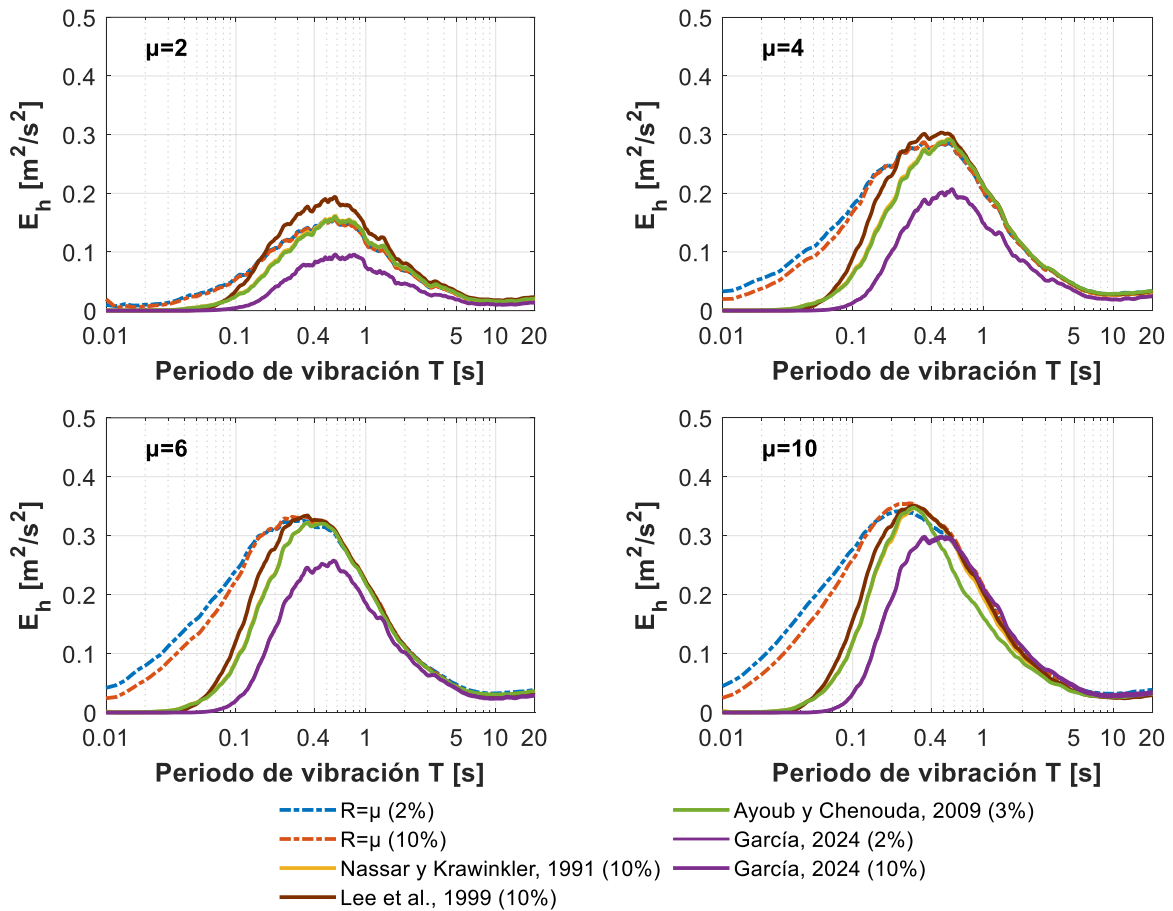 0.5
0.4
0.3
0.2
0.1
0
E_h [m^2/s^2]
μ=2
0.01 0.1 0.4 1 5 10 20
Periodo de vibración T [s]
0.5
0.4
0.3
0.2
0.1
0
E_h [m^2/s^2]
μ=4
0.01 0.1 0.4 1 5 10 20
Periodo de vibración T [s]
0.5
0.4
0.3
0.2
0.1
0
E_h [m^2/s^2]
μ=6
0.01 0.1 0.4 1 5 10 20
Periodo de vibración T [s]
0.5
0.4
0.3
0.2
0.1
0
E_h [m^2/s^2]
μ=10
0.01 0.1 0.4 1 5 10 20
Periodo de vibración T [s]
R=μ (2%)
R=μ (10%)
Nassar y Krawinkler, 1991 (10%)
Lee et al., 1999 (10%)
Ayoub y Chenouda, 2009 (3%)
García, 2024 (2%)
García, 2024 (10%)